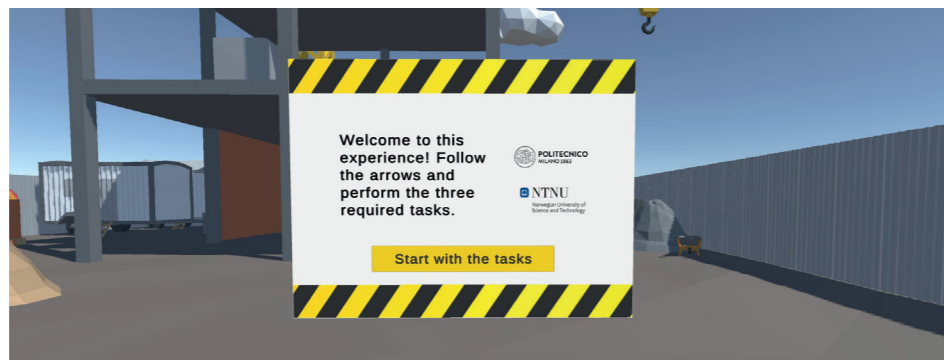 Welcome to this
experience! Follow
the arrows and
perform the three
required tasks.
POLITECNICO
MILANO 1863
NTNU
Norwegian University of
Science and Technology
Start with the tasks